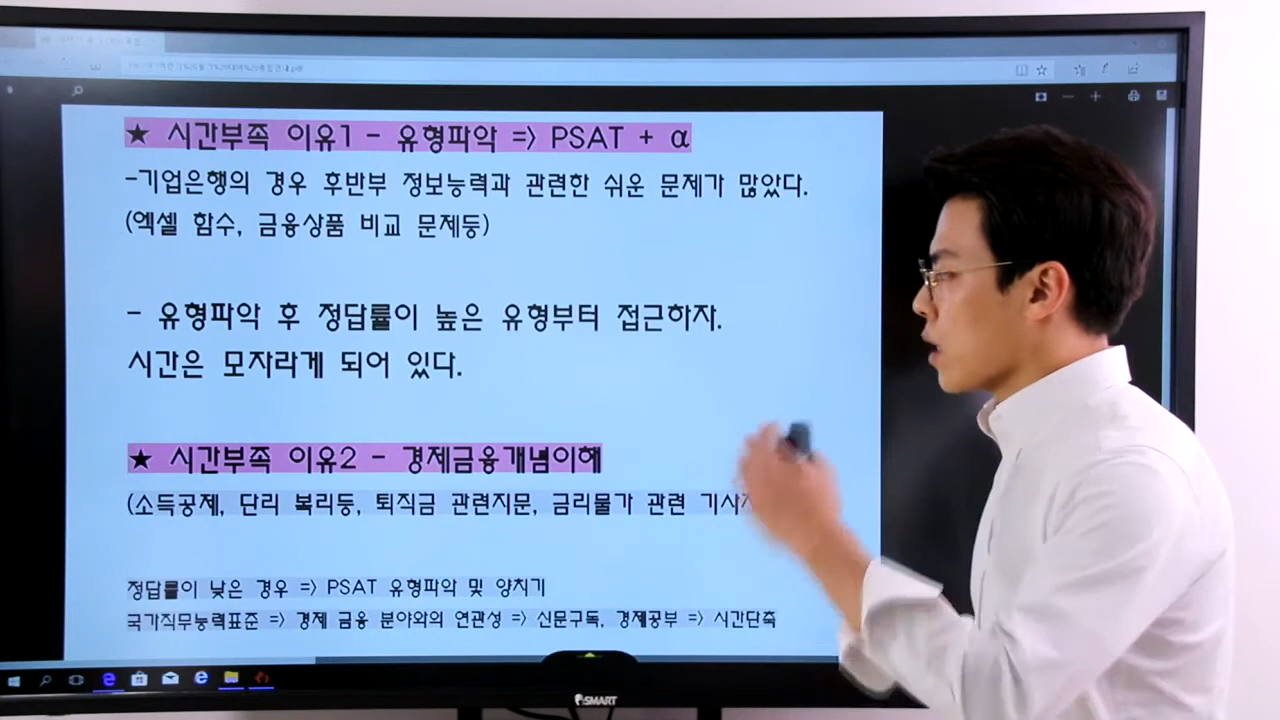 ★ 시간부족 이유1 - 유형파악 => PSAT + α
-기업은행의 경우 후반부 정보능력과 관련한 쉬운 문제가 많았다.
(엑셀 함수, 금융상품 비교 문제등)
- 유형파악 후 정답률이 높은 유형부터 접근하자.
시간은 모자라게 되어 있다.
★ 시간부족 이유2 - 경제금융개념이해
(소득공제, 단리 복리등, 퇴직금 관련지문, 금리물가 관련
정답률이 낮은 경우 => PSAT 유형파악 및 양치기
국가직무능력표준 => 경제 금융 분야와의 연관성 => 신문구독, 경제공부 => 시간단축
SMART